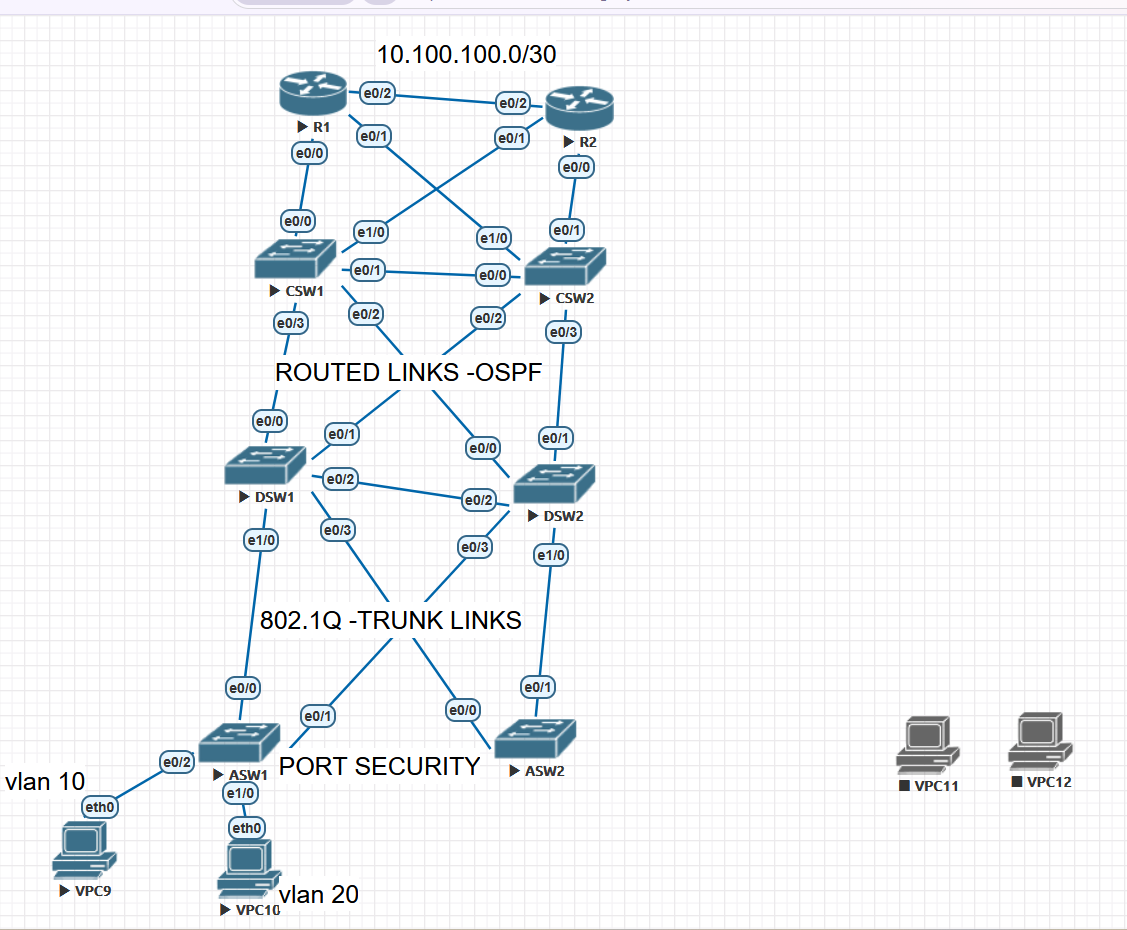 10.100.100.0/30
e0/2
e0/2
R1
e0/1
e0/1
R2
e0/0
e0/0
e0/0
e1/0
e1/0
e0/1
e0/1
e0/0
CSW1
CSW2
e0/3
e0/2
e0/2
e0/3
ROUTED LINKS -OSPF
e0/0
e0/1
e0/1
e0/0
e0/2
DSW1
e0/2
DSW2
e0/3
e1/0
e0/3
e1/0
802.1Q -TRUNK LINKS
e0/0
e0/1
e0/1
e0/0
e0/2
ASW1
PORT SECURITY
ASW2
vlan 10
e1/0
eth0
eth0
VPC9
vlan 20
VPC10
VPC11
VPC12